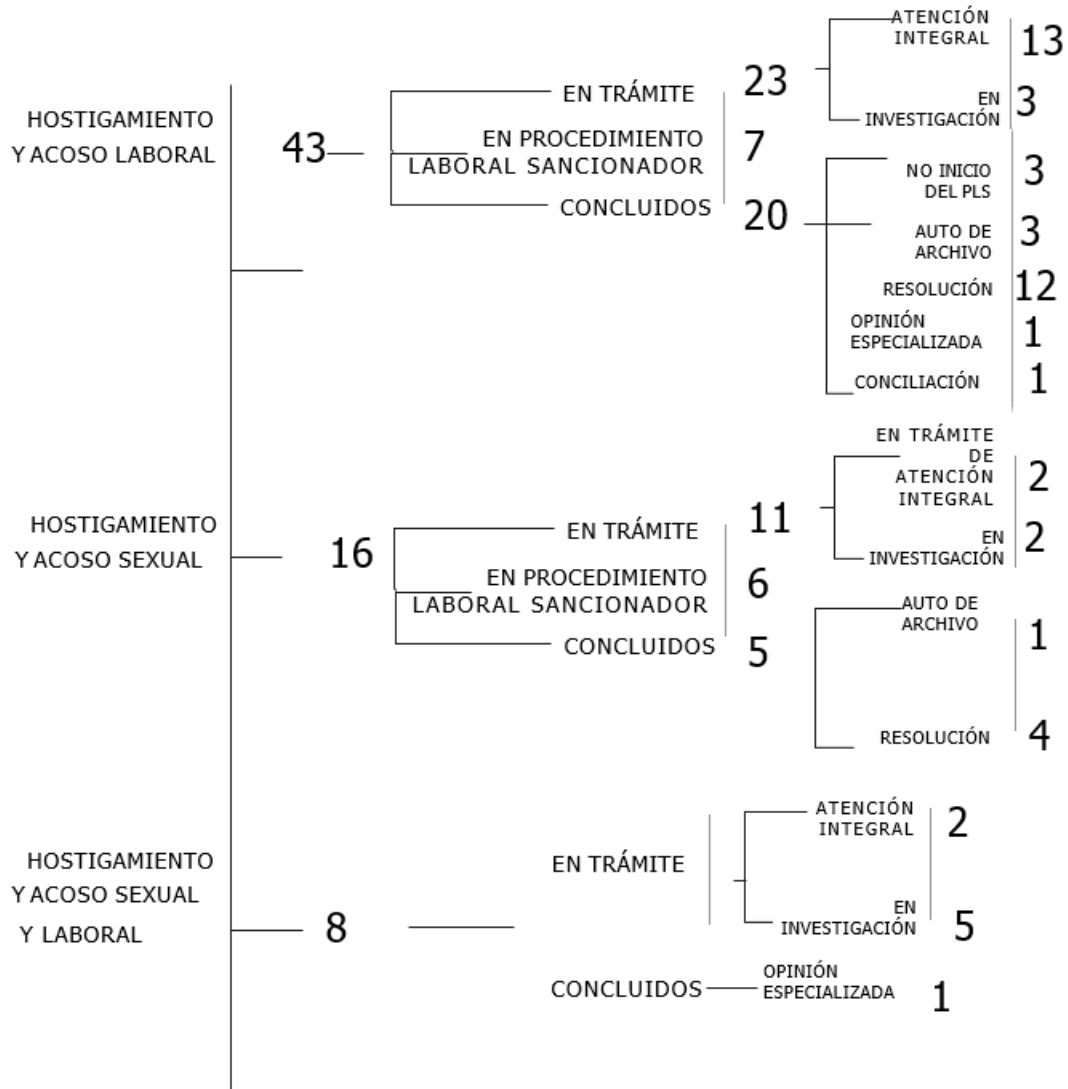 HOSTIGAMIENTO
Y ACOSO LABORAL
43
EN TRÁMITE
23
ATENCIÓN
INTEGRAL
13
EN
INVESTIGACIÓN
3
EN PROCEDIMIENTO
LABORAL SANCIONADOR
7
CONCLUIDOS
20
NO INICIO
DEL PLS
3
AUTO DE
ARCHIVO
3
RESOLUCIÓN
12
OPINIÓN
ESPECIALIZADA
1
CONCILIACIÓN
1
HOSTIGAMIENTO
Y ACOSO SEXUAL
16
EN TRÁMITE
11
EN TRÁMITE
DE
ATENCIÓN
INTEGRAL
2
EN
INVESTIGACIÓN
2
EN PROCEDIMIENTO
LABORAL SANCIONADOR
6
CONCLUIDOS
5
AUTO DE
ARCHIVO
1
RESOLUCIÓN
4
HOSTIGAMIENTO
Y ACOSO SEXUAL
Y LABORAL
8
EN TRÁMITE
ATENCIÓN
INTEGRAL
2
EN
INVESTIGACIÓN
5
CONCLUIDOS
OPINIÓN
ESPECIALIZADA
1